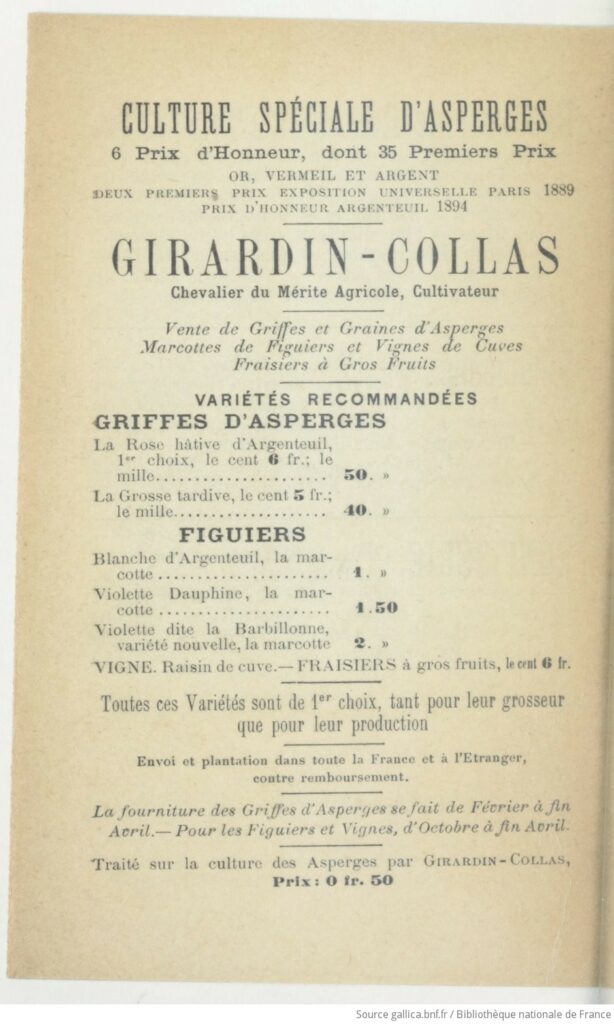 CULTURE SPÉCIALE D'ASPERGES
6 Prix d'Honneur, dont 35 Premiers Prix
OR, VERMEIL ET ARGENT
DEUX PREMIERS PRIX EXPOSITION UNIVERSELLE PARIS 1889
PRIX D'HONNEUR ARGENTEUIL 1894
GIRARDIN-COLLAS
Chevalier du Mérite Agricole, Cultivateur
Vente de Griffes et Graines d'Asperges
Marcottes de Figuiers et Vignes de Cuves
Fraisiers à Gros Fruits
VARIÉTÉS RECOMMANDÉES
GRIFFES D'ASPERGES
La Rose hâtive d'Argenteuil,
1er choix, le cent 6 fr.; le
mille..................... 50. »
La Grosse tardive, le cent 5 fr.;
le mille................... 40. »
FIGUIERS
Blanche d'Argenteuil, la mar-
cotte ..................... 1. »
Violette Dauphine, la mar-
cotte ..................... 1.50
Violette dite la Barbillonne,
variété nouvelle, la marcotte 2. »
VIGNE. Raisin de cuve.— FRAISIERS à gros fruits, le cent 6 fr.
Toutes ces Variétés sont de 1er choix, tant pour leur grosseur
que pour leur production
Envoi et plantation dans toute la France et à l'Etranger,
contre remboursement.
La fourniture des Griffes d'Asperges se fait de Février à fin
Avril.— Pour les Figuiers et Vignes, d'Octobre à fin Avril.
Traité sur la culture des Asperges par GIRARDIN-COLLAS,
Prix : 0 fr. 50
Source gallica.bnf.fr / Bibliothèque nationale de France